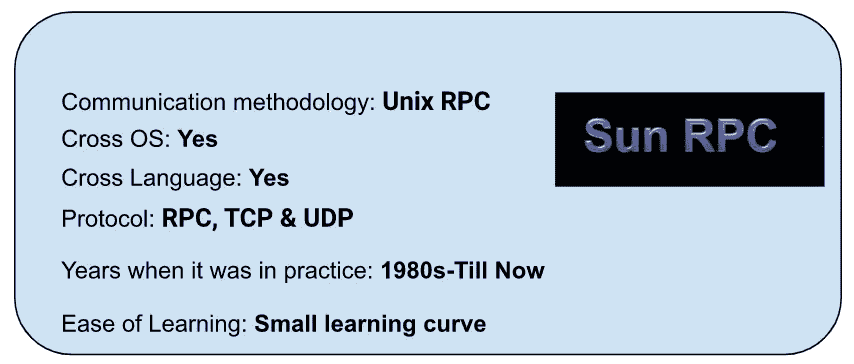 Communication methodology: Unix RPC
Sun RPC
Cross OS: Yes
Cross Language: Yes
Protocol: RPC, TCP & UDP
Years when it was in practice: 1980s-Till Now
Ease of Learning: Small learning curve